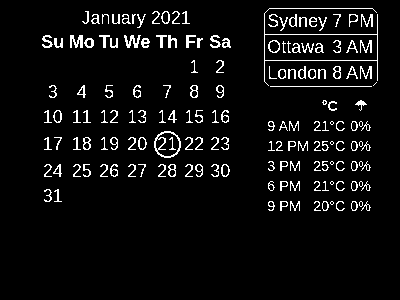 January 2021
Su Mo Tu We Th Fr Sa
1 2
3 4 5 6 7 8 9
10 11 12 13 14 15 16
17 18 19 20 21 22 23
24 25 26 27 28 29 30
31
Sydney 7 PM
Ottawa 3 AM
London 8 AM
°C ☂
9 AM 21°C 0%
12 PM 25°C 0%
3 PM 25°C 0%
6 PM 21°C 0%
9 PM 20°C 0%